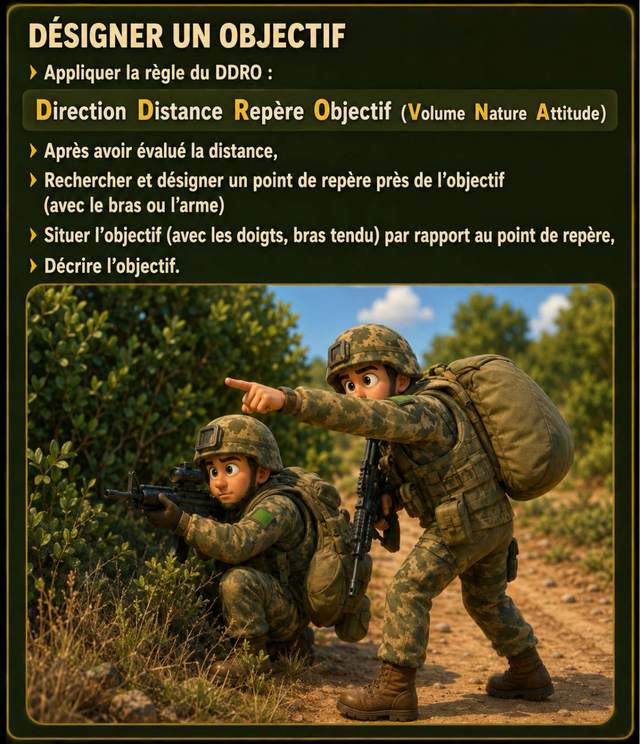 DÉSIGNER UN OBJECTIF
Appliquer la règle du DDRO :
Direction Distance Repère Objectif (Volume Nature Attitude)
Après avoir évalué la distance,
Rechercher et désigner un point de repère près de l'objectif
(avec le bras ou l'arme)
Situer l'objectif (avec les doigts, bras tendu) par rapport au point de repère,
Décrire l'objectif.